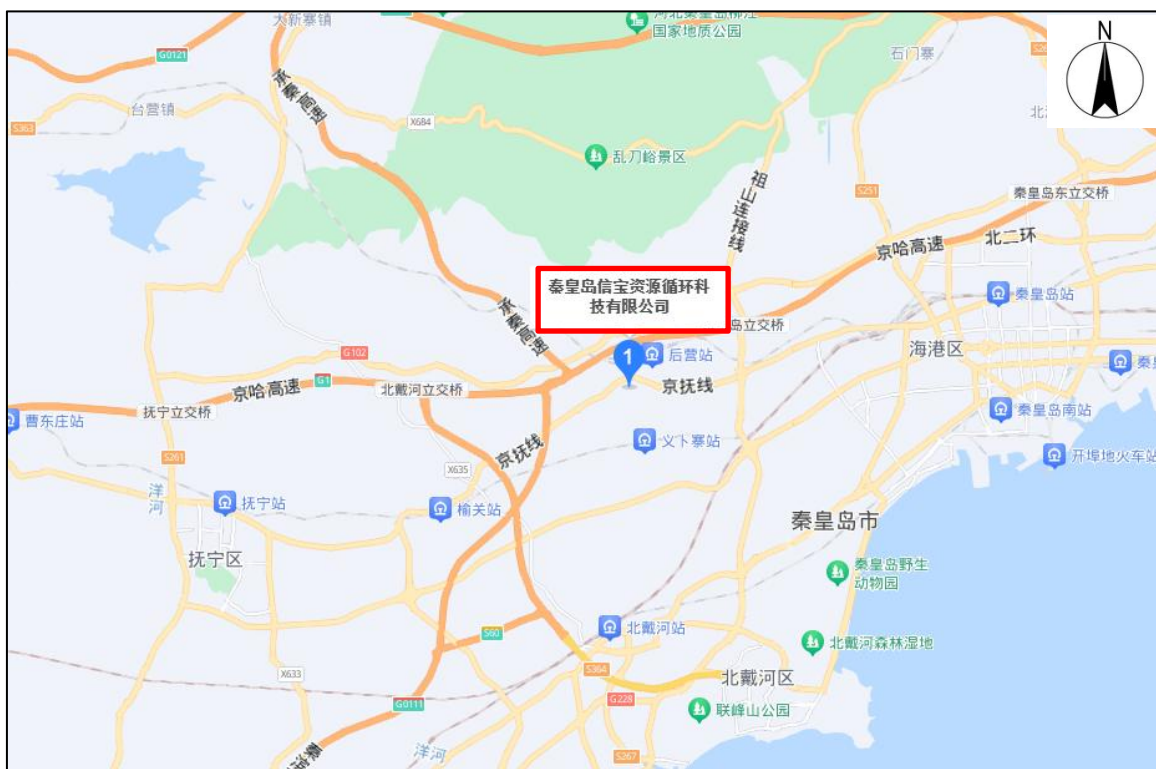 大新寨镇
河北秦皇岛柳江
国家地质公园
N
G0121
石门寨
承秦高速
台营镇
S363
X684
乱刀峪景区
祖山连接线
S251
秦皇岛东立交桥
京哈高速
北二环
秦皇岛信宝资源循环科
技有限公司
秦皇岛站
承秦高速
岛立交桥
海港区
G102
1
后营站
京哈高速
G1
北戴河立交桥
京抚线
抚宁立交桥
曹东庄站
秦皇岛南站
义卜寨站
京抚线
开埠地火车站
S261
X635
洋河
抚宁站
榆关站
秦皇岛市
抚宁区
秦皇岛野生
动物园
S60
北戴河站
北戴河森林湿地
X633
S364
北戴河区
G0111
G228
联峰山公园
洋河
S267